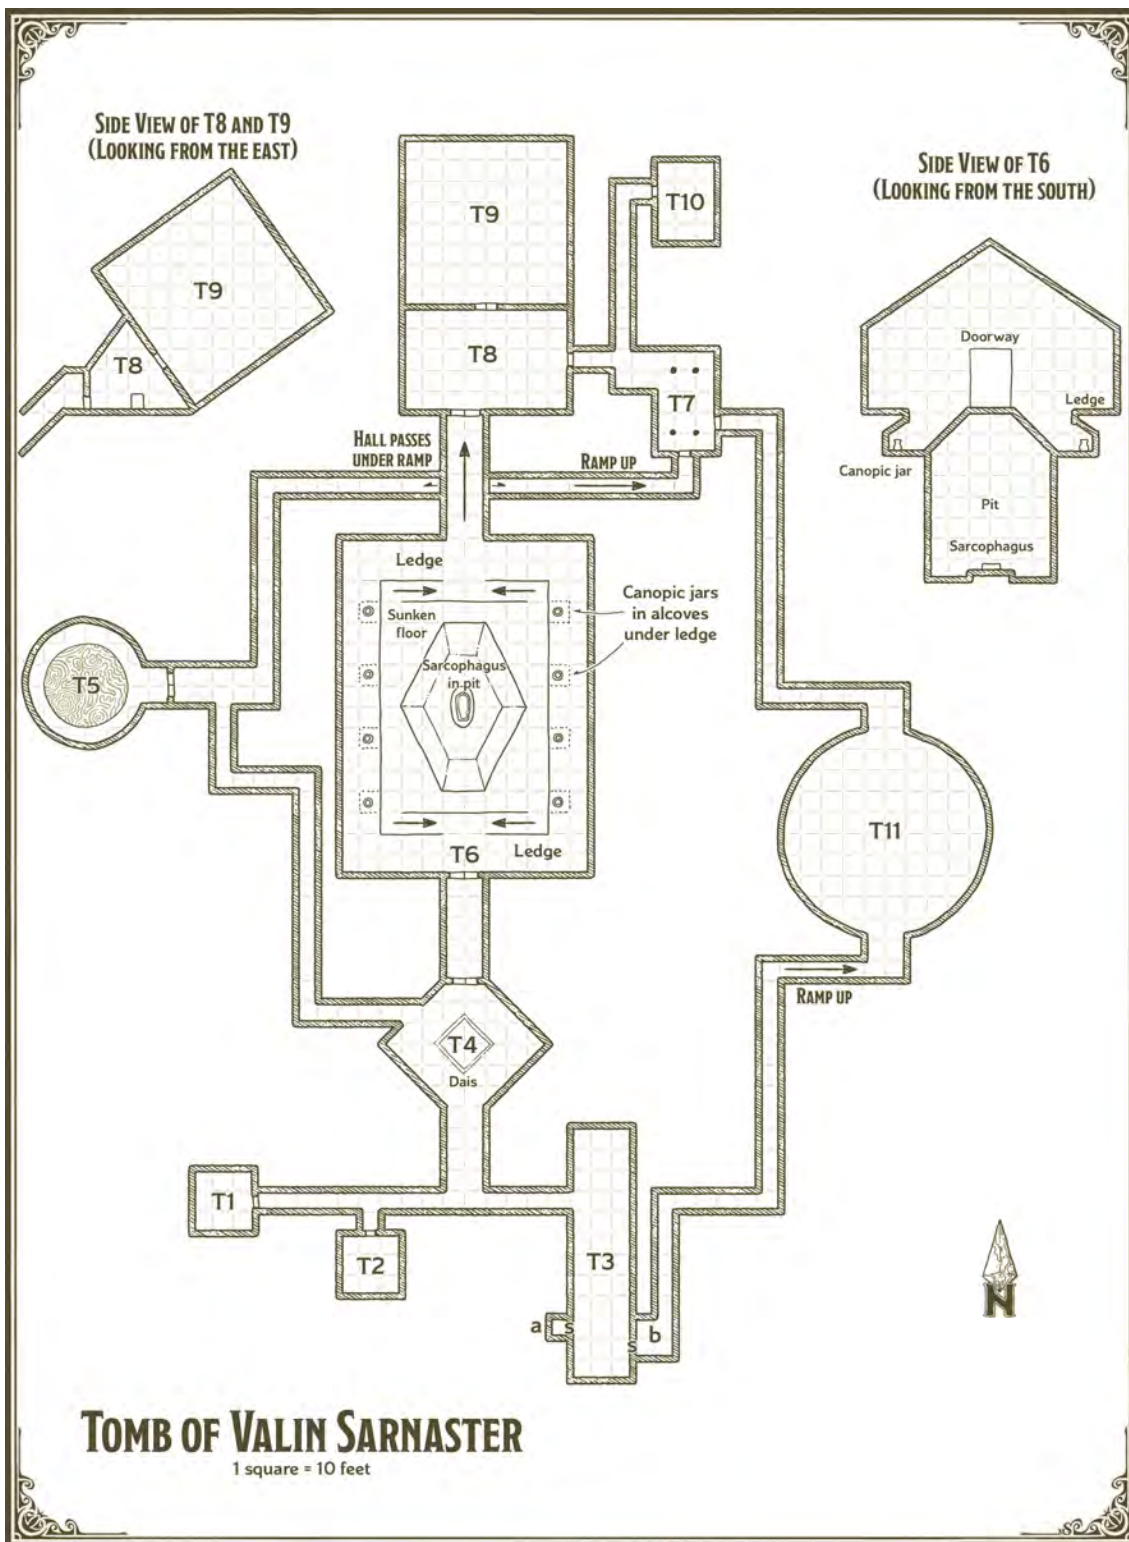 SIDE VIEW OF T8 AND T9
(LOOKING FROM THE EAST)
T9
T8
T9
T8
T10
T7
SIDE VIEW OF T6
(LOOKING FROM THE SOUTH)
Doorway
Ledge
Canopic jar
Pit
Sarcophagus
HALL PASSES
UNDER RAMP
RAMP UP
Ledge
Sunken
floor
Canopic jars
in alcoves
under ledge
Sarcophagus
in pit
T5
T6
Ledge
T11
RAMP UP
T4
Dais
T1
T2
T3
a
s
s
b
N
TOMB OF VALIN SARNASTER
1 square = 10 feet